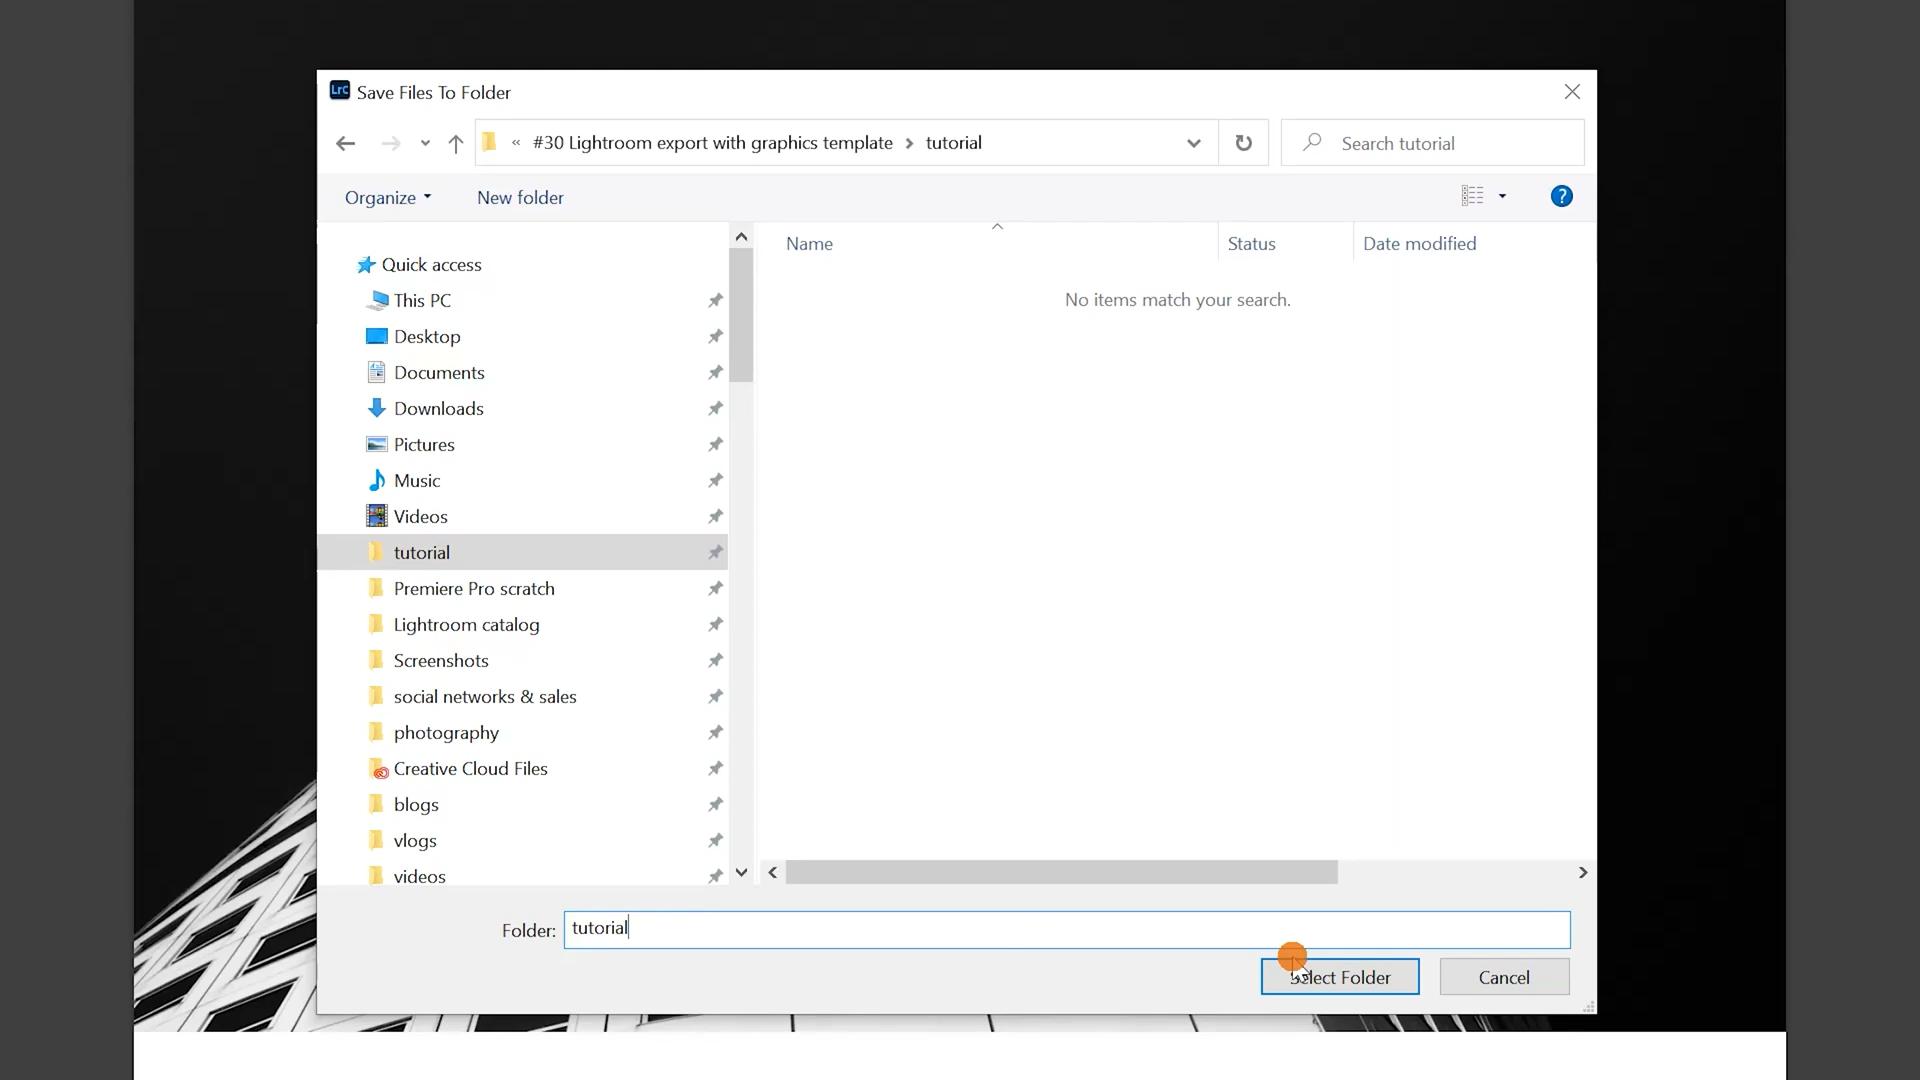 Lrc Save Files To Folder
« #30 Lightroom export with graphics template > tutorial
Search tutorial
Organize
New folder
?
Name
Status
Date modified
No items match your search.
Quick access
This PC
Desktop
Documents
Downloads
Pictures
Music
Videos
tutorial
Premiere Pro scratch
Lightroom catalog
Screenshots
social networks & sales
photography
Creative Cloud Files
blogs
vlogs
videos
Folder: tutorial
Select Folder
Cancel